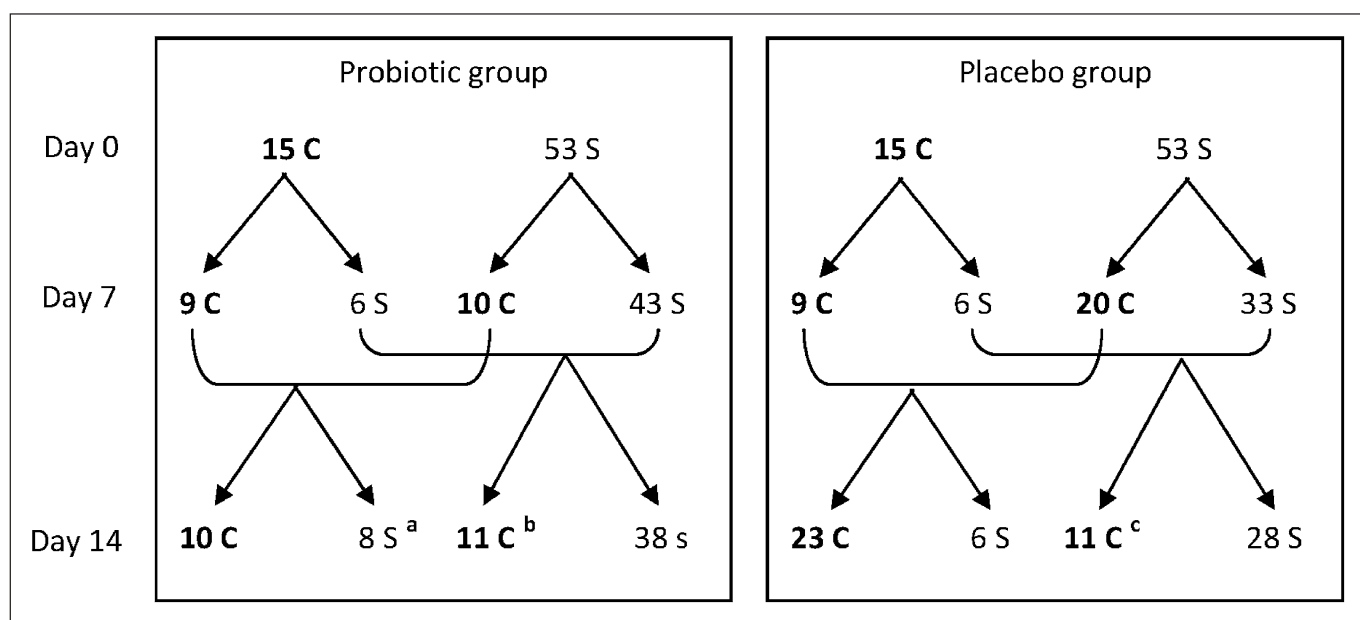 Probiotic group Placebo group
Day 0 15 C 53 S 15 C 53 S
Day 7 9 C 6 S 10 C 43 S 9 C 6 S 20 C 33 S
Day 14 10 C 8 S a 11 C b 38 s 23 C 6 S 11 C c 28 S